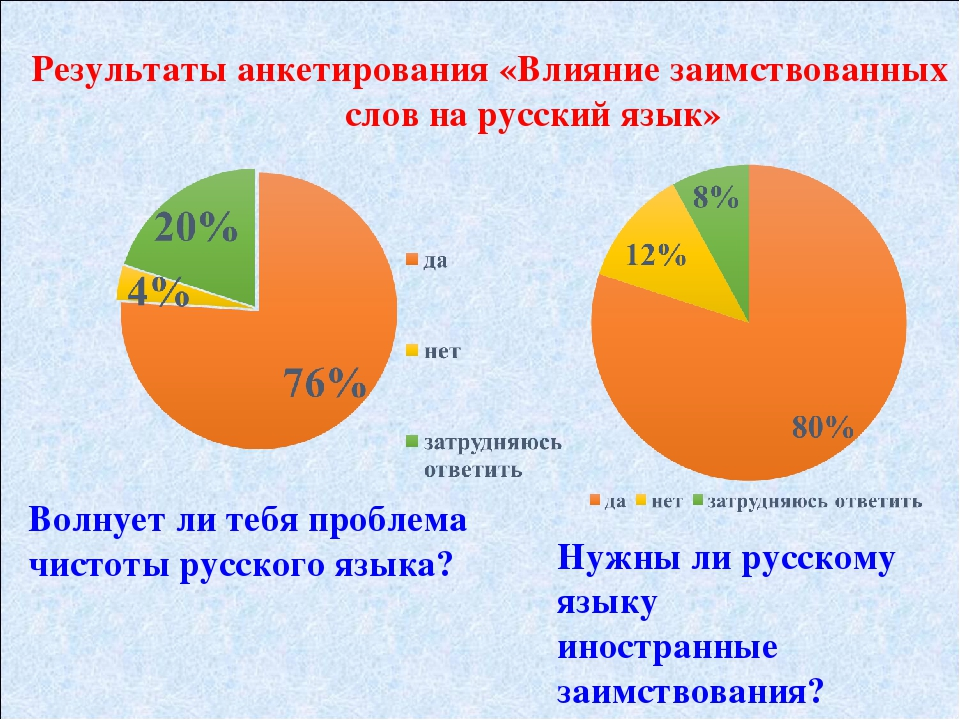 Результаты анкетирования «Влияние заимствованных
слов на русский язык»
20%
4%
76%
да
нет
затрудняюсь
ответить
8%
12%
80%
да нет затрудняюсь ответить
Волнует ли тебя проблема
чистоты русского языка?
Нужны ли русскому
языку
иностранные
заимствования?